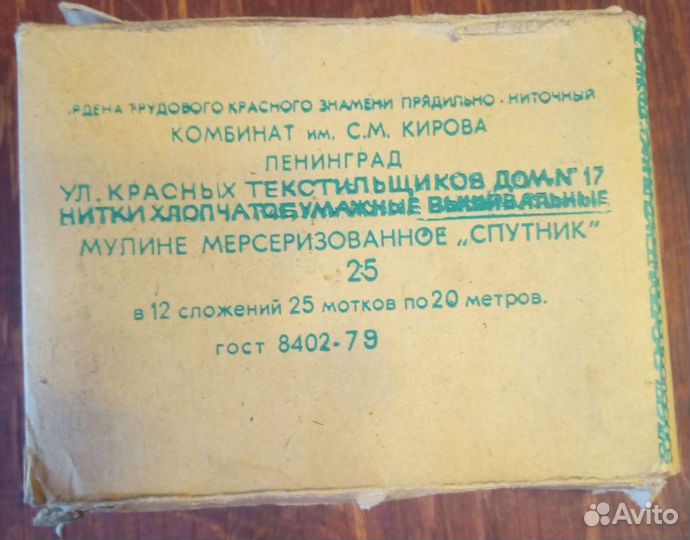 РДЕНА ТРУДОВОГО КРАСНОГО ЗНАМЕНИ ПРЯДИЛЬНО - НИТОЧНЫЙ
КОМБИНАТ им. С.М. КИРОВА
ЛЕНИНГРАД
УЛ. КРАСНЫХ ТЕКСТИЛЬЩИКОВ ДОМ.№ 17
НИТКИ ХЛОПЧАТОБУМАЖНЫЕ ВЫШИВАЛЬНЫЕ
МУЛИНЕ МЕРСЕРИЗОВАННОЕ „СПУТНИК"
25
в 12 сложений 25 мотков по 20 метров.
гост 8402-79
Avito